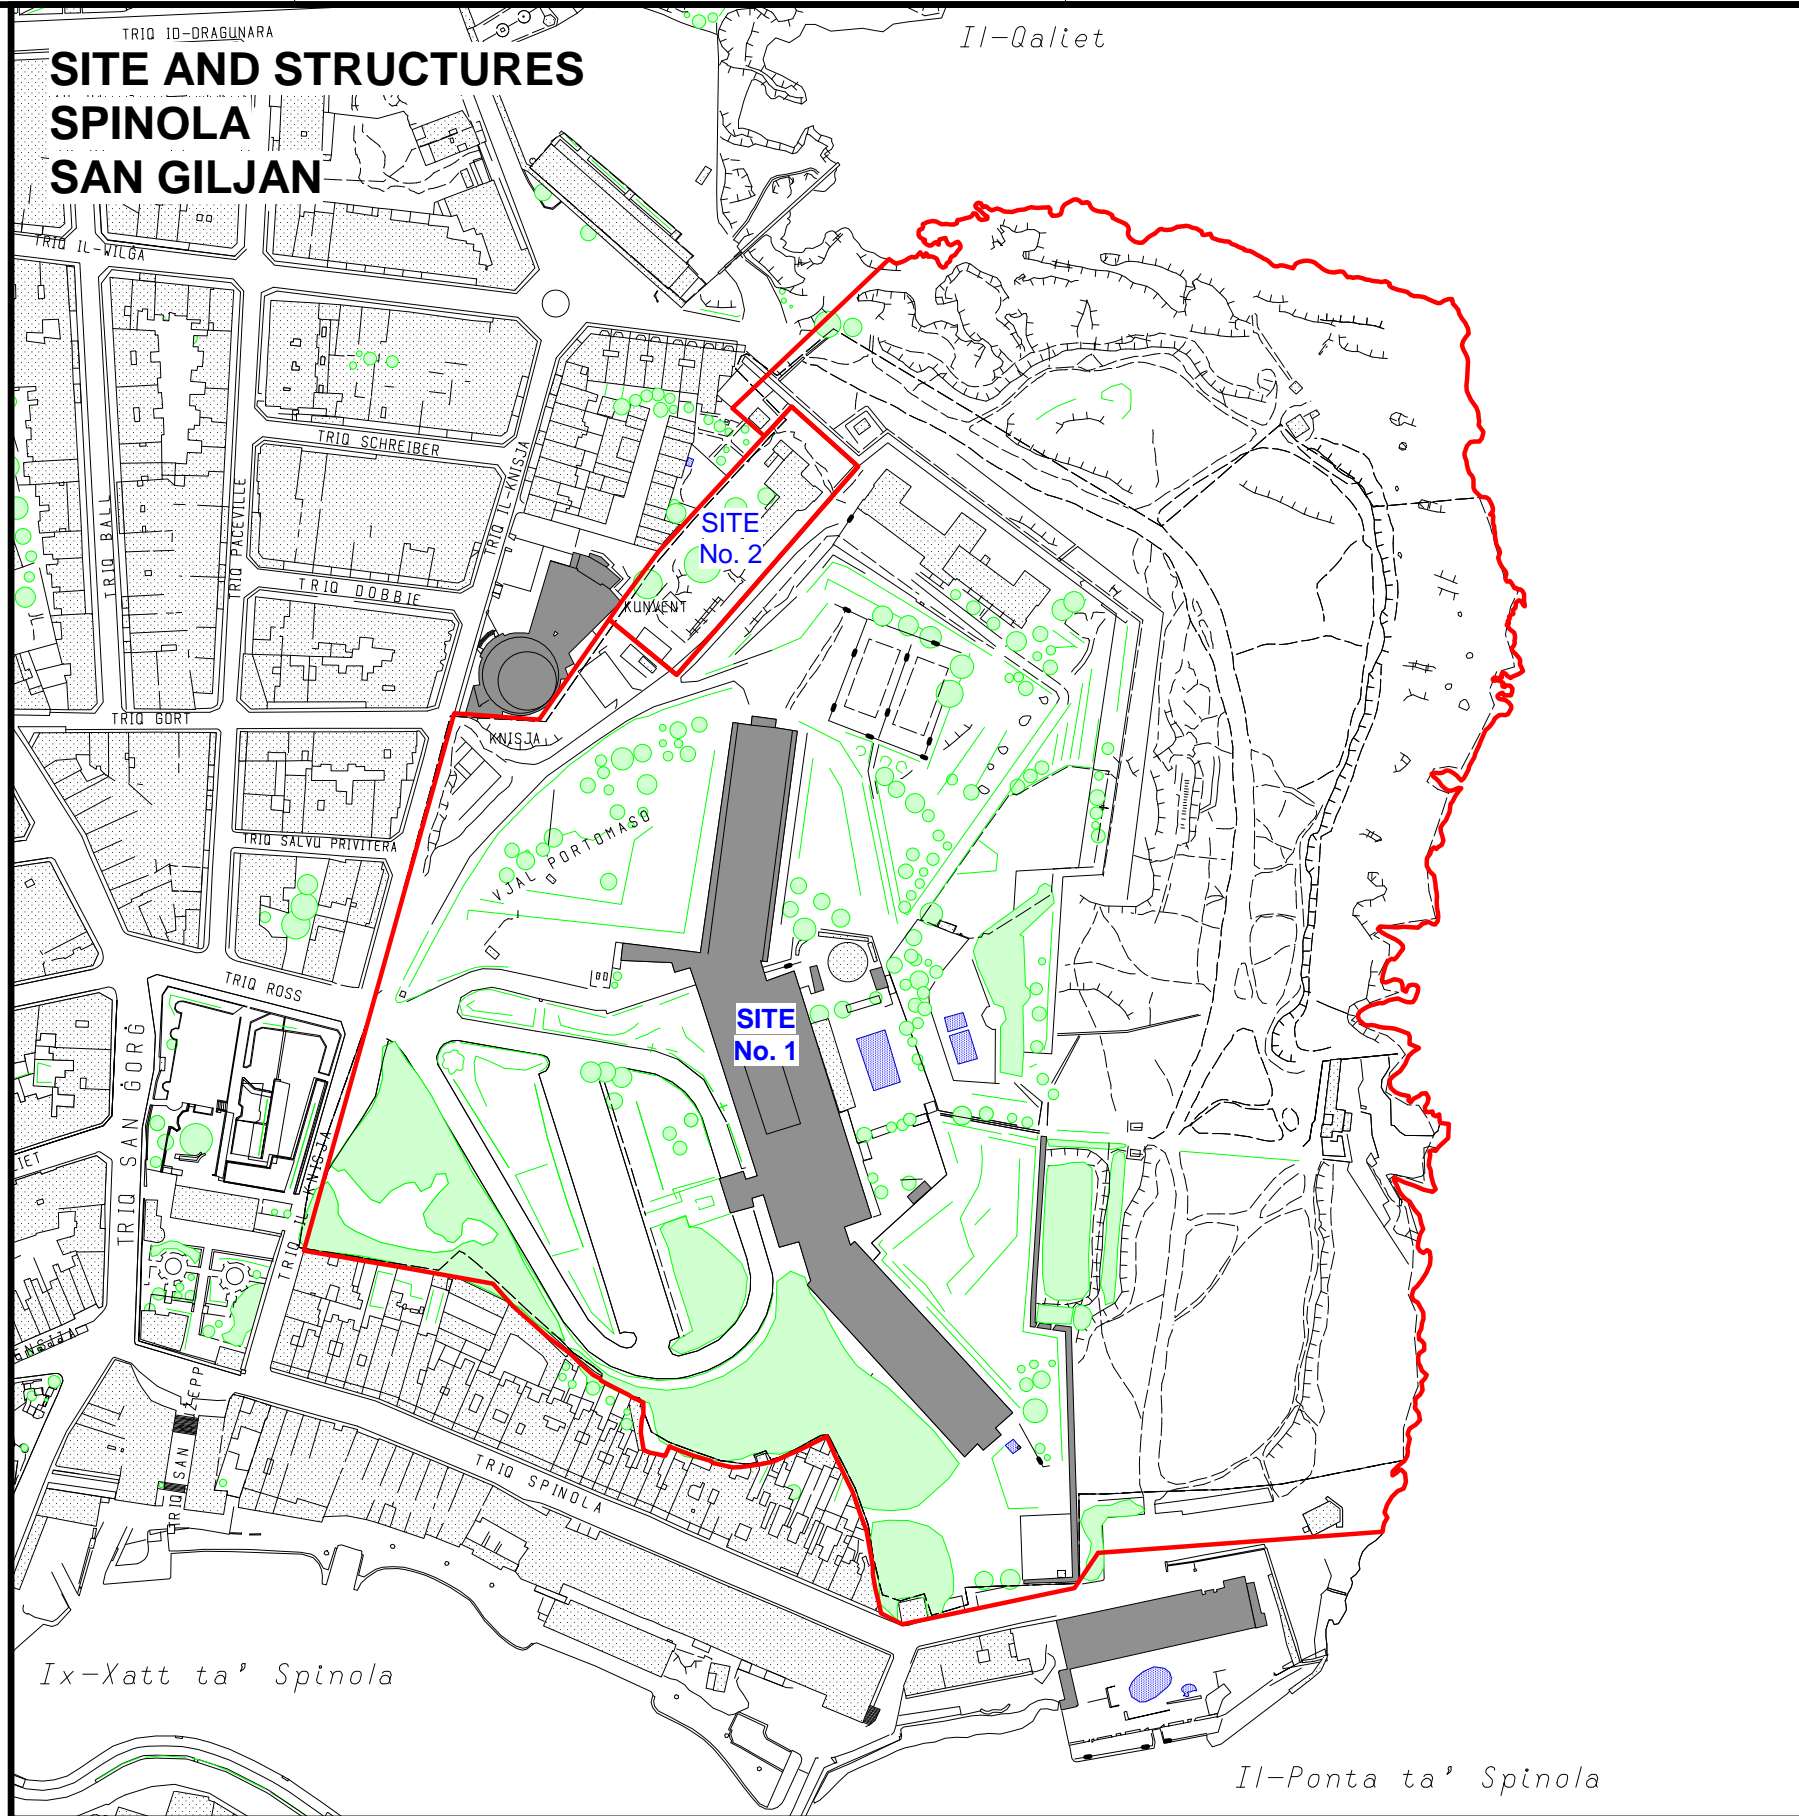 TRIQ ID-DRAGUNARA
Il-Qaliet
SITE AND STRUCTURES
SPINOLA
SAN GILJAN
TRIQ IL-WILGA
TRIQ SCHREIBER
TRIQ BALL
TRIQ PACEVILLE
TRIQ IL-KNISJA
SITE
No. 2
TRIQ DOBBIE
KUNVENT
TRIQ GORT
KNISJA
TRIQ SALVU PRIVITERA
VJAL PORTOMASO
TRIQ ROSS
SITE
No. 1
TRIQ SAN ĠORĠ
TRIQ IL-KNISJA
TRIQ SAN ZEPP
TRIQ SPINOLA
Ix-Xatt ta' Spinola
Il-Ponta ta' Spinola